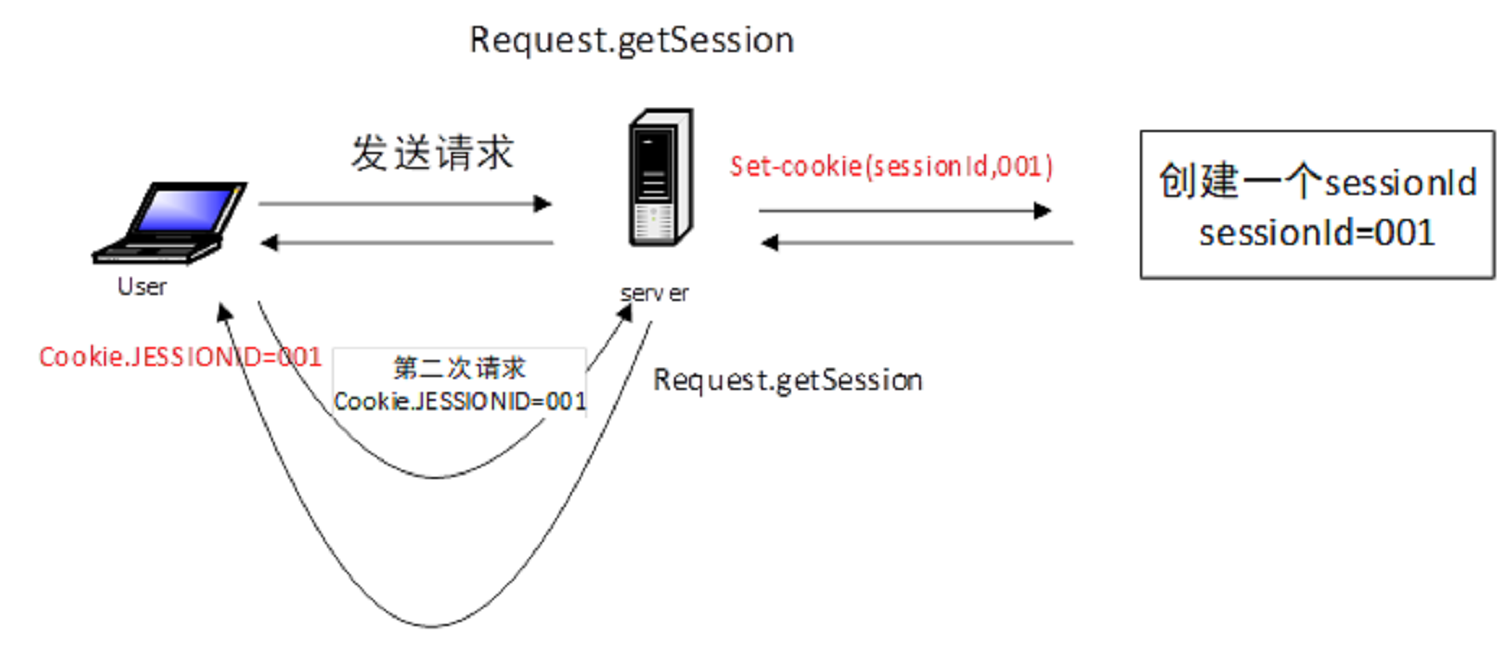 Request.getSession
发送请求
Set-cookie(sessionId,001)
创建一个sessionId
sessionId=001
User
server
Cookie.JESSIONID=001
第二次请求
Cookie.JESSIONID=001
Request.getSession